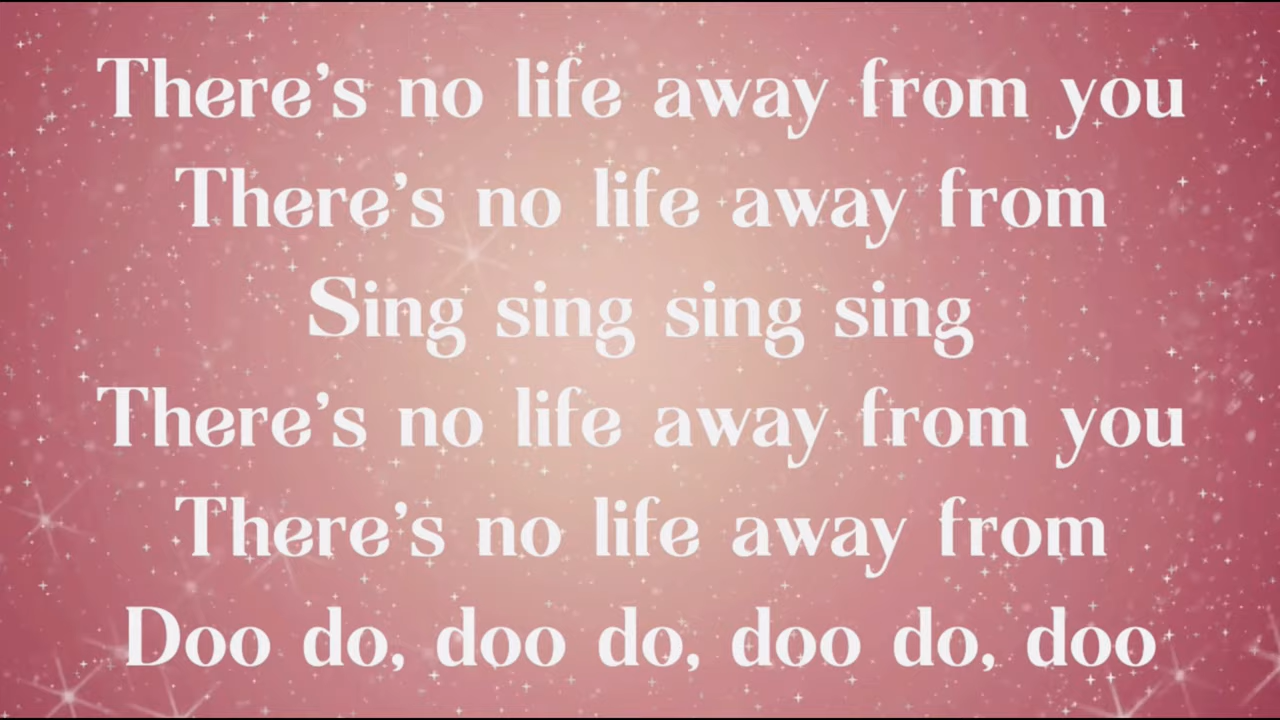 There's no life away from you
There's no life away from
Sing sing sing sing
There's no life away from you
There's no life away from
Doo do, doo do, doo do, doo